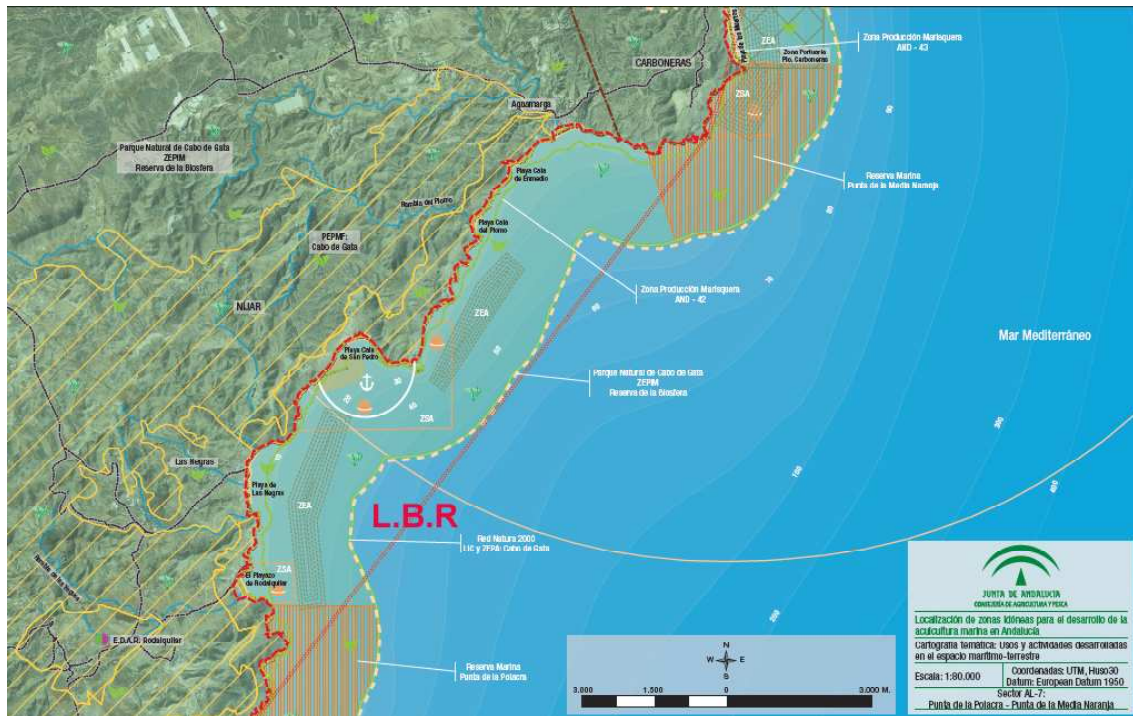 ZEA
Zona Producción Marisquera
AND - 43
Zona Portuaria
Pto. Carboneras
CARBONERAS
ZSA
Aguamarga
Parque Natural de Cabo de Gata
ZEPIM
Reserva de la Biosfera
Playa Cala
de Enmedio
Reserva Marina
Punta de la Media Naranja
Rambla del Plomo
Playa Cala
del Plomo
PEPMF:
Cabo de Gata
Zona Producción Marisquera
AND - 42
NÍJAR
ZEA
Mar Mediterráneo
Playa Cala
de San Pedro
Parque Natural de Cabo de Gata
ZEPIM
Reserva de la Biosfera
ZSA
Las Negras
Playa de
Las Negras
ZEA
L.B.R
Red Natura 2000
LIC y ZEPA: Cabo de Gata
El Playazo
de Rodalquilar
ZSA
E.D.A.R. Rodalquilar
Reserva Marina
Punta de la Polacra
N
W E
S
3.000 1.500 0 3.000 M.
JUNTA DE ANDALUCIA
CONSEJERÍA DE AGRICULTURA Y PESCA
Localización de zonas idóneas para el desarrollo de la
acuicultura marina en Andalucía
Cartografía temática: Usos y actividades desarrolladas
en el espacio marítimo-terrestre
Escala: 1:80.000
Coordenadas: UTM, Huso30
Datum: European Datum 1950
Sector AL-7:
Punta de la Polacra - Punta de la Media Naranja